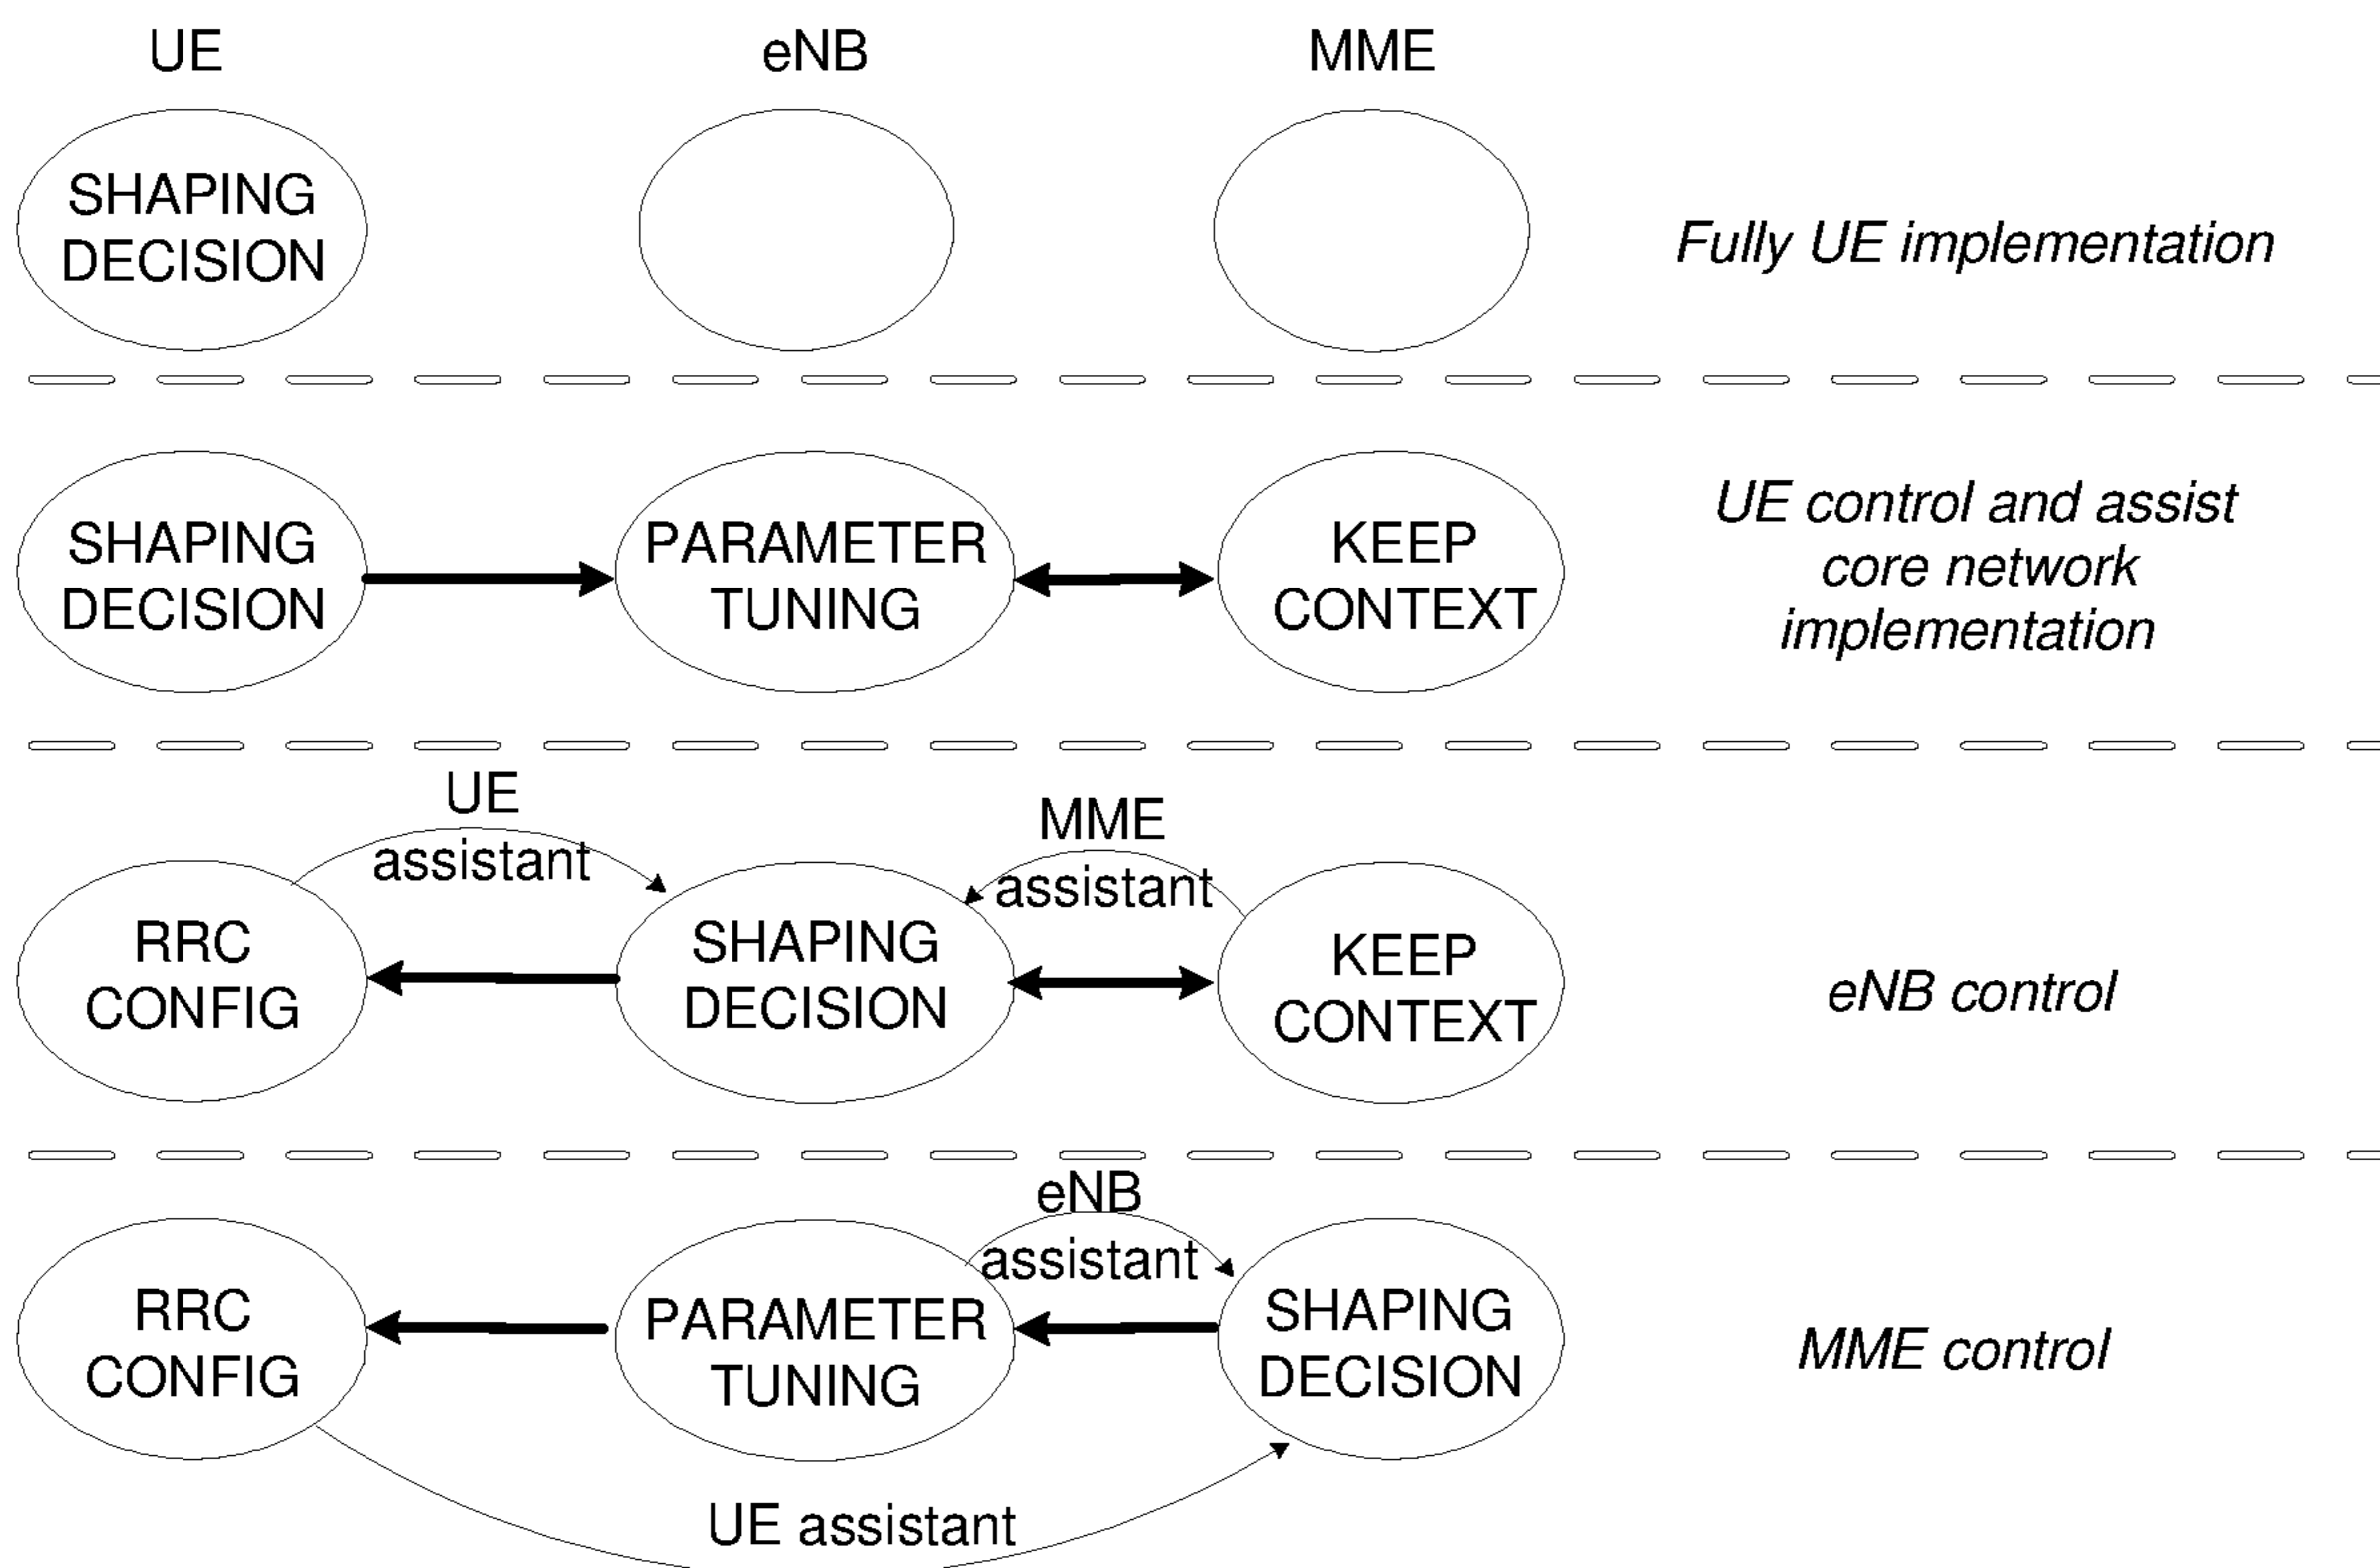 UE
eNB
MME
SHAPING
DECISION
Fully UE implementation
SHAPING
DECISION
PARAMETER
TUNING
KEEP
CONTEXT
UE control and assist
core network
implementation
UE
assistant
MME
assistant
RRC
CONFIG
SHAPING
DECISION
KEEP
CONTEXT
eNB control
eNB
assistant
RRC
CONFIG
PARAMETER
TUNING
SHAPING
DECISION
MME control
UE assistant